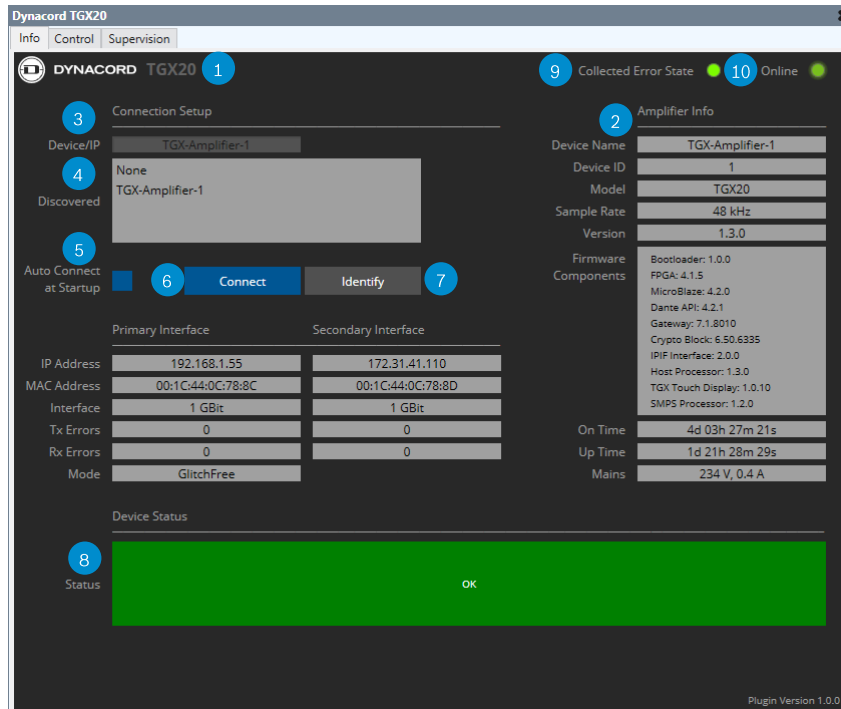 Dynacord TGX20
Info Control Supervision
DYNACORD TGX20 1
9 Collected Error State 10 Online
3 Connection Setup
2 Amplifier Info
Device/IP TGX-Amplifier-1
Device Name TGX-Amplifier-1
4 Discovered
None
TGX-Amplifier-1
Device ID 1
Model TGX20
Sample Rate 48 kHz
Version 1.3.0
5
Auto Connect
at Startup
6 Connect Identify 7
Firmware
Components
Bootloader: 1.0.0
FPGA: 4.1.5
MicroBlaze: 4.2.0
Dante API: 4.2.1
Gateway: 7.1.8010
Crypto Block: 6.50.6335
IPIF Interface: 2.0.0
Host Processor: 1.3.0
TGX Touch Display: 1.0.10
SMPS Processor: 1.2.0
Primary Interface Secondary Interface
IP Address 192.168.1.55 172.31.41.110
MAC Address 00:1C:44:0C:78:8C 00:1C:44:0C:78:8D
Interface 1 GBit 1 GBit
Tx Errors 0 0
Rx Errors 0 0
Mode GlitchFree
On Time 4d 03h 27m 21s
Up Time 1d 21h 28m 29s
Mains 234 V, 0.4 A
Device Status
8
Status OK
Plugin Version 1.0.0